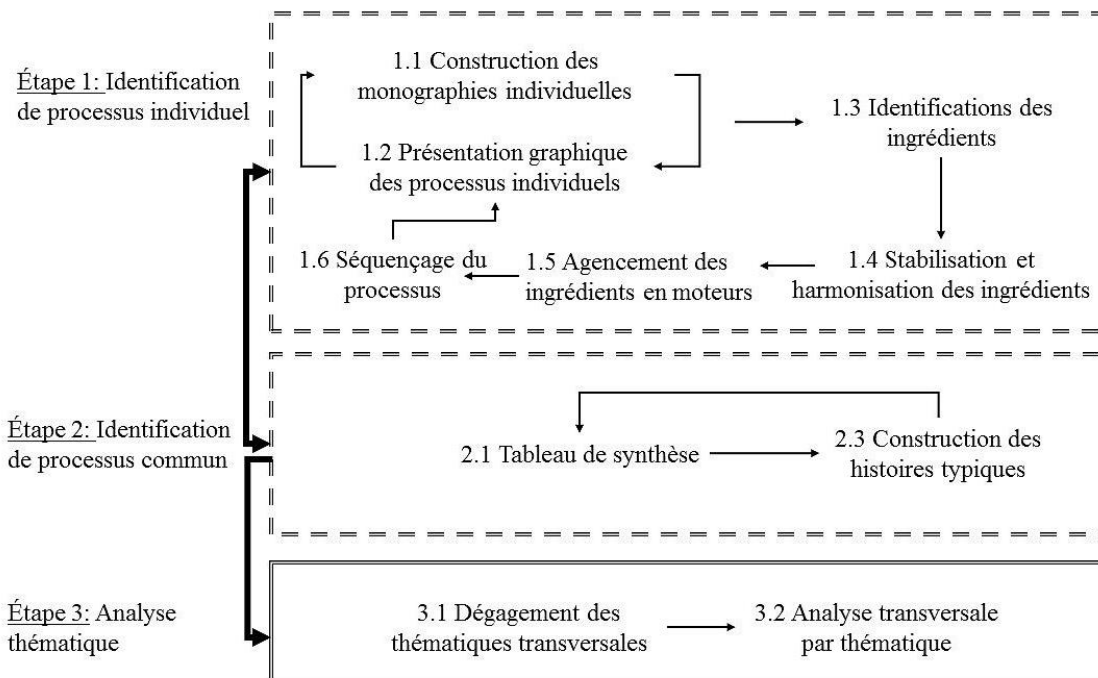 Étape 1: Identification
de processus individuel
1.1 Construction des
monographies individuelles
1.2 Présentation graphique
des processus individuels
1.3 Identifications des
ingrédients
1.4 Stabilisation et
harmonisation des ingrédients
1.5 Agencement des
ingrédients en moteurs
1.6 Séquençage du
processus
Étape 2: Identification
de processus commun
2.1 Tableau de synthèse
2.3 Construction des
histoires typiques
Étape 3: Analyse
thématique
3.1 Dégagement des
thématiques transversales
3.2 Analyse transversale
par thématique